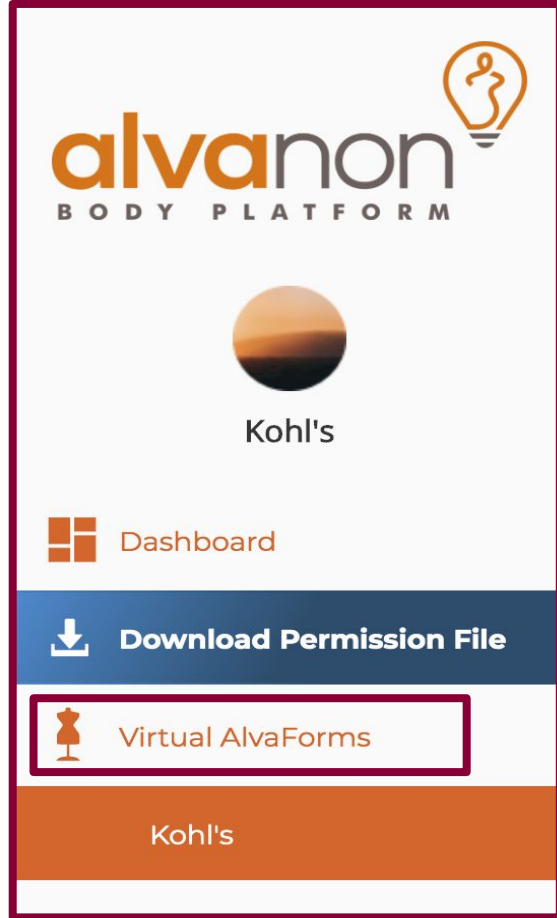 alvanon
BODY PLATFORM
Kohl's
Dashboard
Download Permission File
Virtual AlvaForms
Kohl's